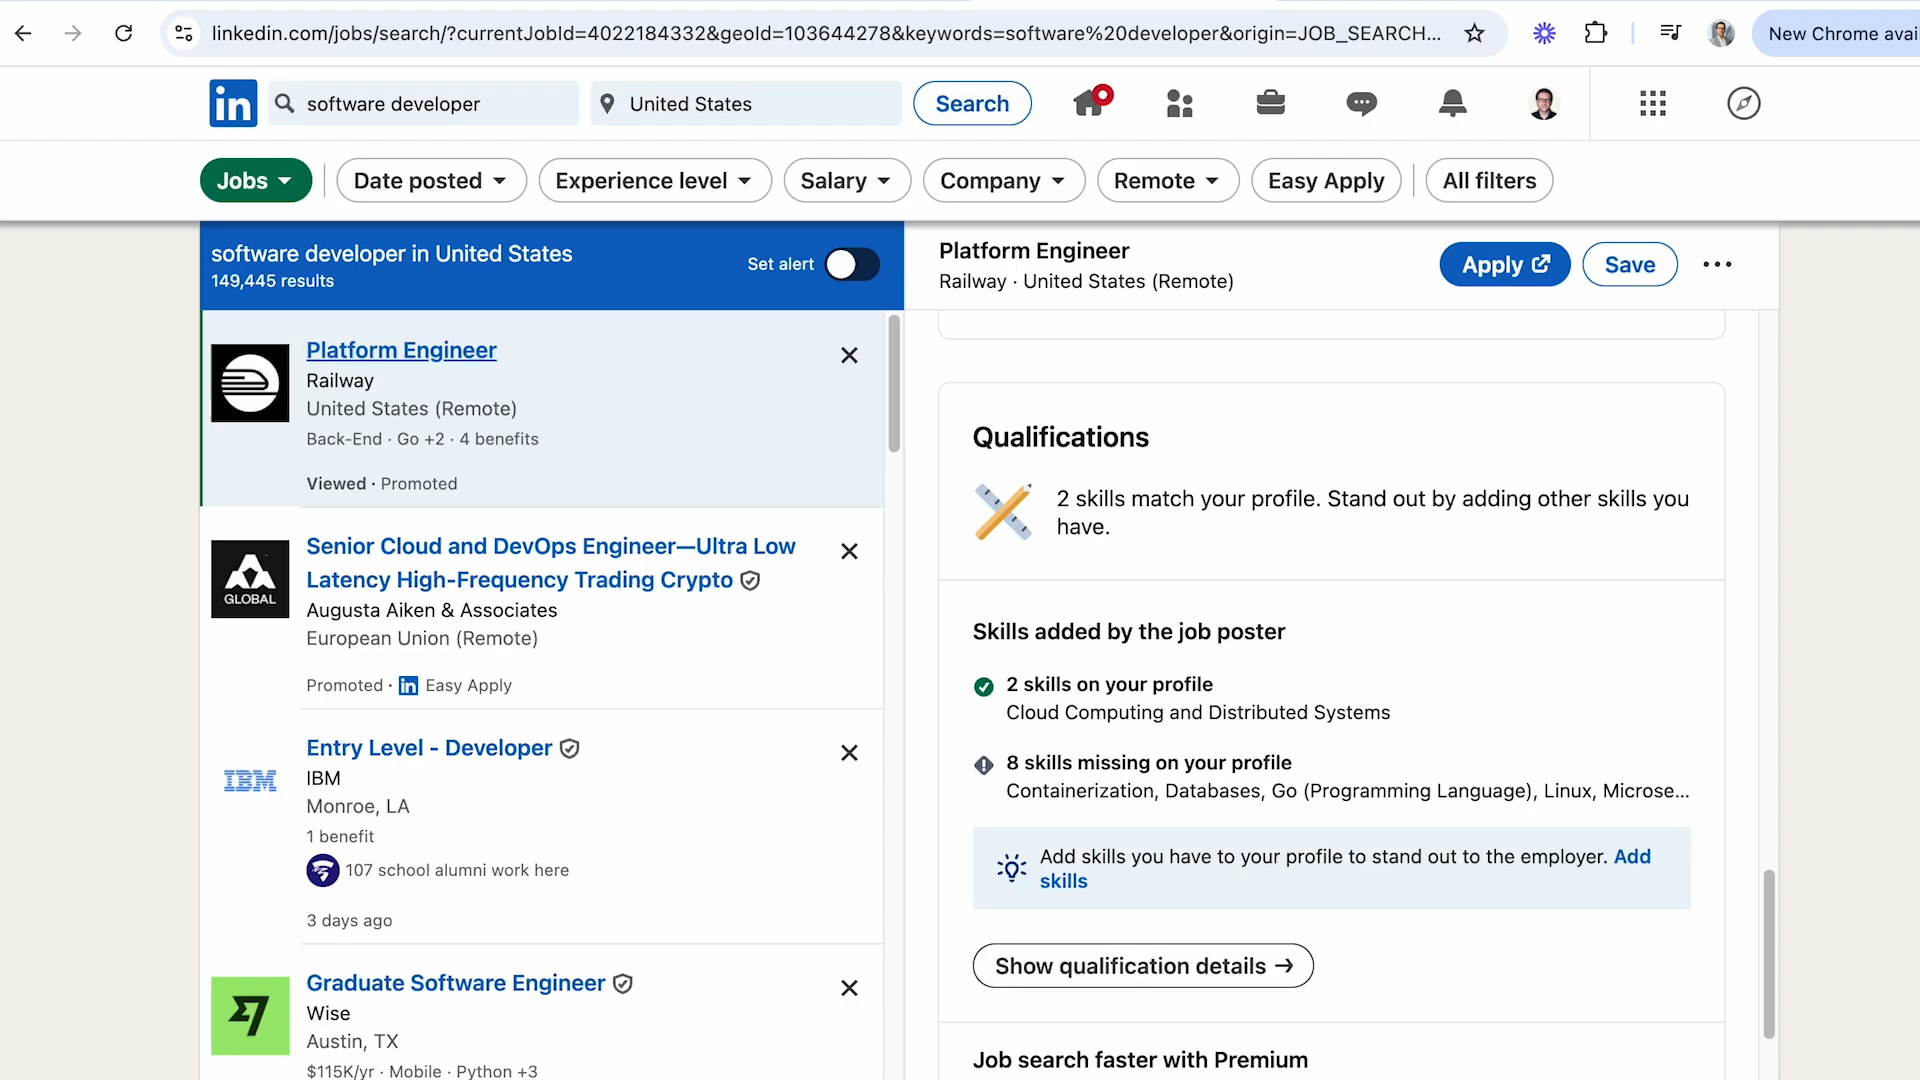 linkedin.com/jobs/search/?currentJobId=4022184332&geoId=103644278&keywords=software%20developer&origin=JOB_SEARCH...
New Chrome avai
in
software developer
United States
Search
Jobs
Date posted
Experience level
Salary
Company
Remote
Easy Apply
All filters
software developer in United States
149,445 results
Set alert
Platform Engineer
Railway
United States (Remote)
Back-End · Go +2 · 4 benefits
Viewed · Promoted
GLOBAL
Senior Cloud and DevOps Engineer—Ultra Low
Latency High-Frequency Trading Crypto
Augusta Aiken & Associates
European Union (Remote)
Promoted · in Easy Apply
IBM
Entry Level - Developer
IBM
Monroe, LA
1 benefit
107 school alumni work here
3 days ago
Graduate Software Engineer
Wise
Austin, TX
$115K/yr · Mobile · Python +3
Platform Engineer
Railway · United States (Remote)
Apply
Save
Qualifications
2 skills match your profile. Stand out by adding other skills you
have.
Skills added by the job poster
2 skills on your profile
Cloud Computing and Distributed Systems
8 skills missing on your profile
Containerization, Databases, Go (Programming Language), Linux, Microse...
Add skills you have to your profile to stand out to the employer. Add
skills
Show qualification details →
Job search faster with Premium